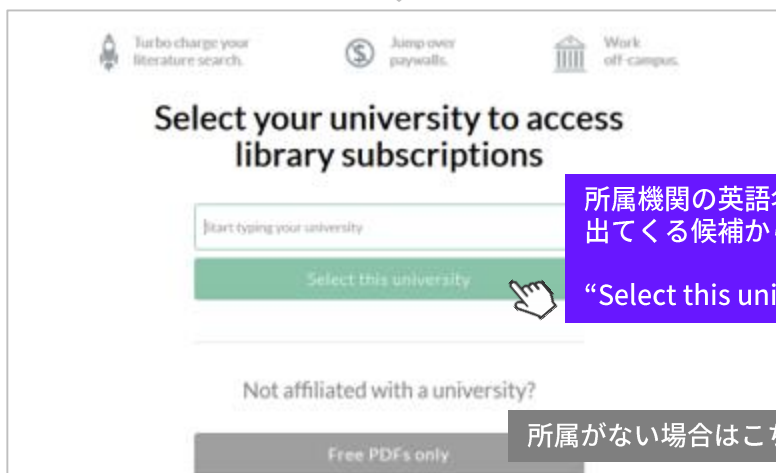 Turbo charge your
literature search.
Jump over
paywalls.
Work
off-campus.
Select your university to access
library subscriptions
Start typing your university
Select this university
所属機関の英語
出てくる候補か
“Select this uni
Not affiliated with a university?
所属がない場合はこ
Free PDFs only